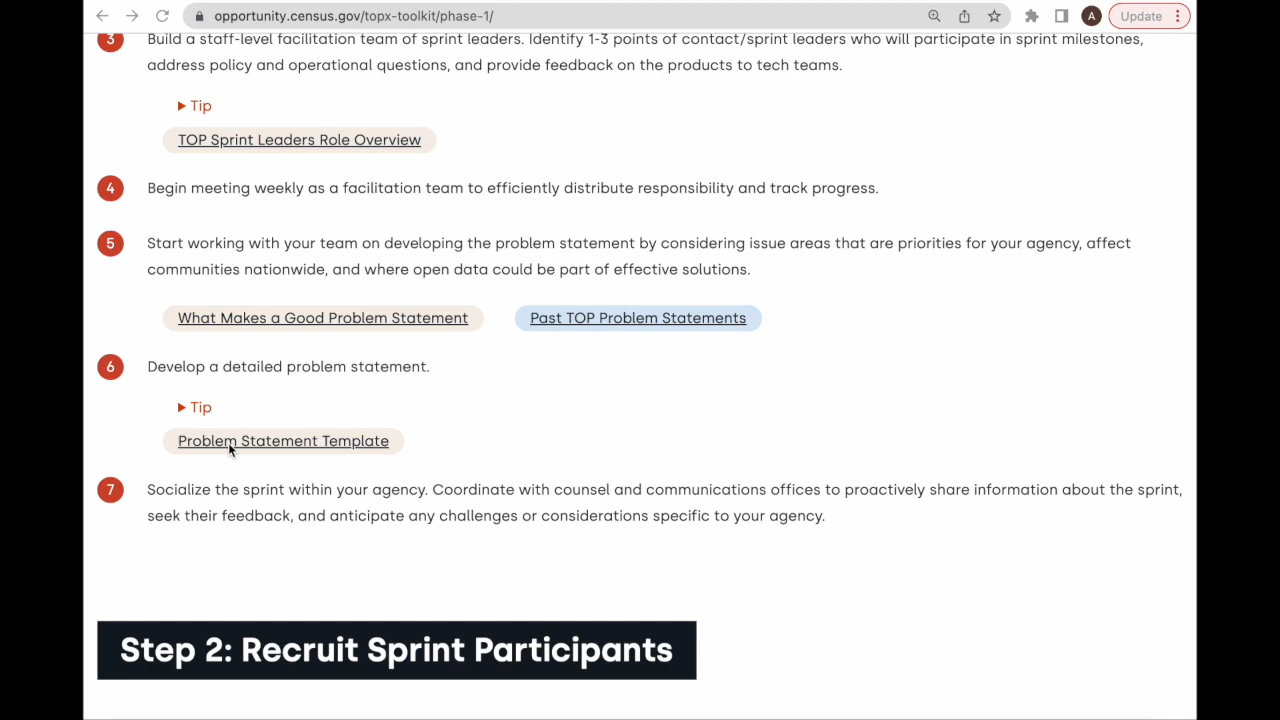 opportunity.census.gov/topx-toolkit/phase-1/
A
Update
3
Build a staff-level facilitation team of sprint leaders. Identify 1-3 points of contact/sprint leaders who will participate in sprint milestones,
address policy and operational questions, and provide feedback on the products to tech teams.
Tip
TOP Sprint Leaders Role Overview
4
Begin meeting weekly as a facilitation team to efficiently distribute responsibility and track progress.
5
Start working with your team on developing the problem statement by considering issue areas that are priorities for your agency, affect
communities nationwide, and where open data could be part of effective solutions.
What Makes a Good Problem Statement
Past TOP Problem Statements
6
Develop a detailed problem statement.
Tip
Problem Statement Template
7
Socialize the sprint within your agency. Coordinate with counsel and communications offices to proactively share information about the sprint,
seek their feedback, and anticipate any challenges or considerations specific to your agency.
Step 2: Recruit Sprint Participants